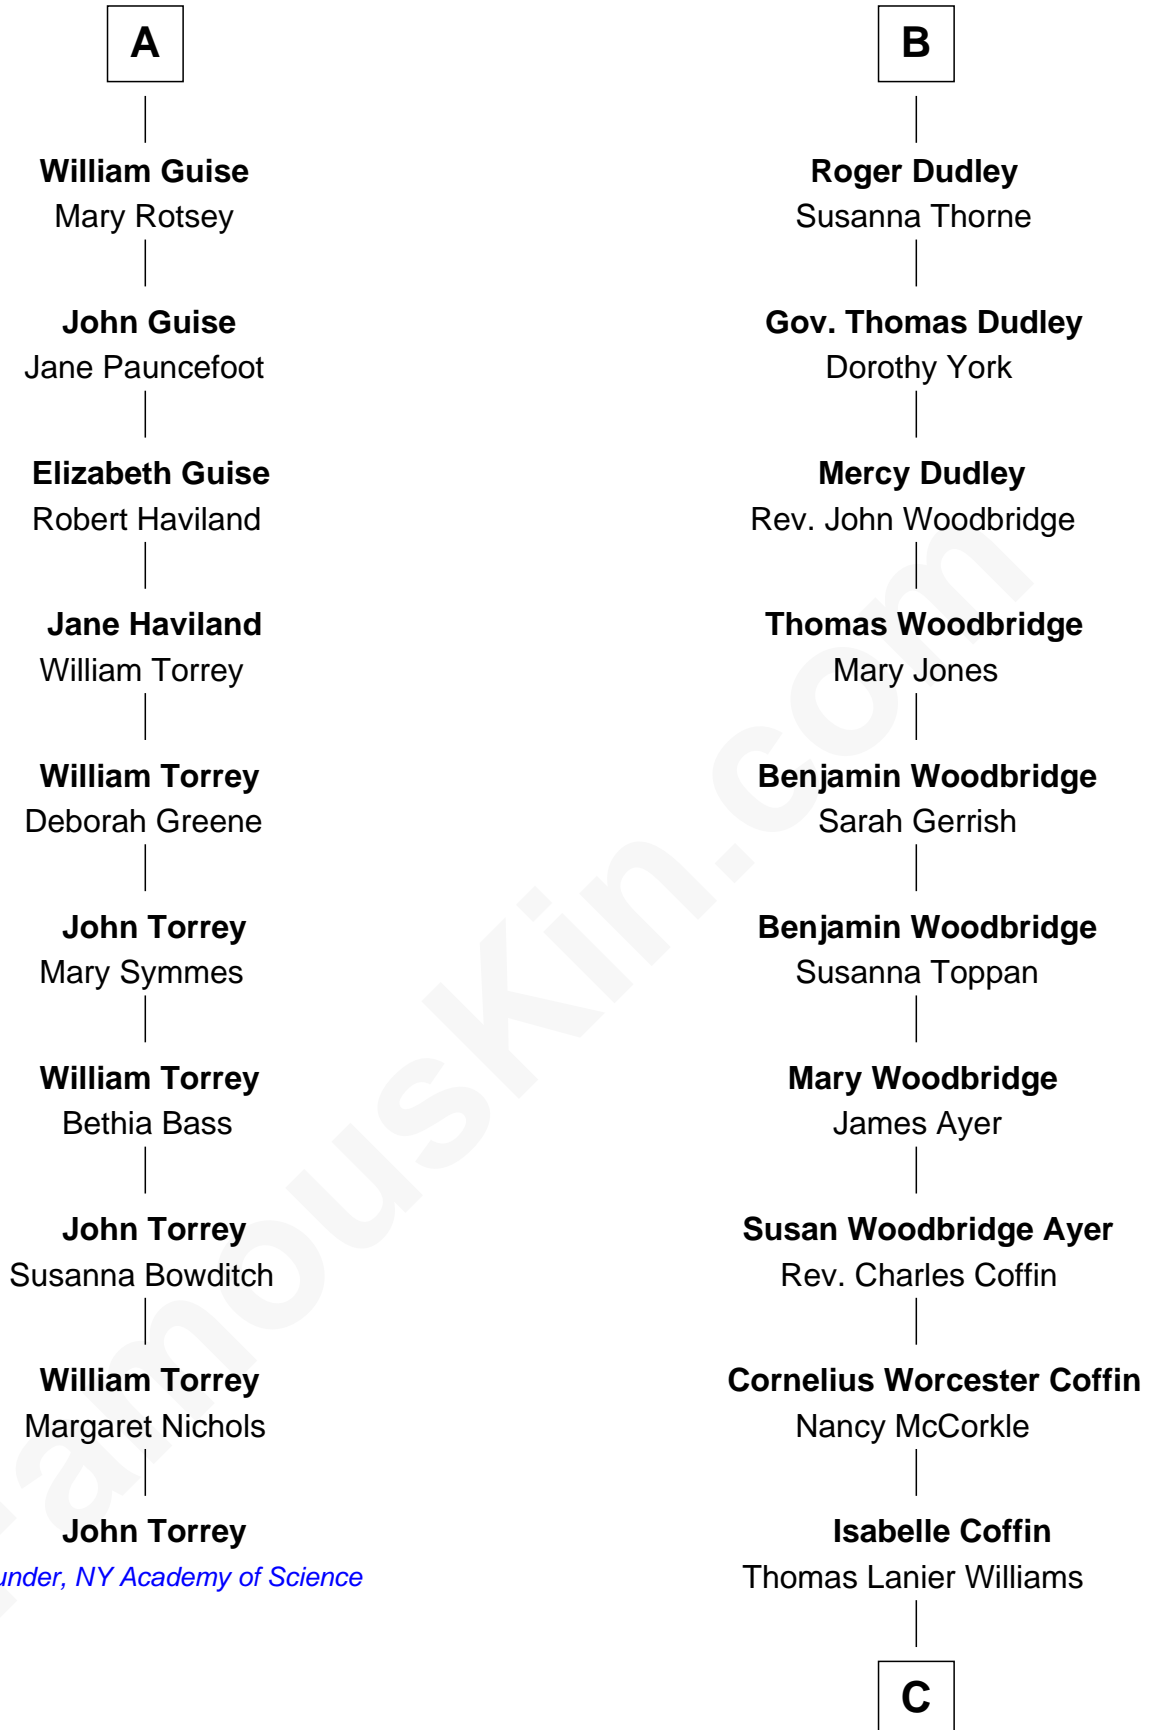 A
William Guise
Mary Rotsey
John Guise
Jane Pauncefoot
Elizabeth Guise
Robert Haviland
Jane Haviland
William Torrey
William Torrey
Deborah Greene
John Torrey
Mary Symmes
William Torrey
Bethia Bass
John Torrey
Susanna Bowditch
William Torrey
Margaret Nichols
John Torrey
under, NY Academy of Science
B
Roger Dudley
Susanna Thorne
Gov. Thomas Dudley
Dorothy York
Mercy Dudley
Rev. John Woodbridge
Thomas Woodbridge
Mary Jones
Benjamin Woodbridge
Sarah Gerrish
Benjamin Woodbridge
Susanna Toppan
Mary Woodbridge
James Ayer
Susan Woodbridge Ayer
Rev. Charles Coffin
Cornelius Worcester Coffin
Nancy McCorkle
Isabelle Coffin
Thomas Lanier Williams
C
FamousKin.com